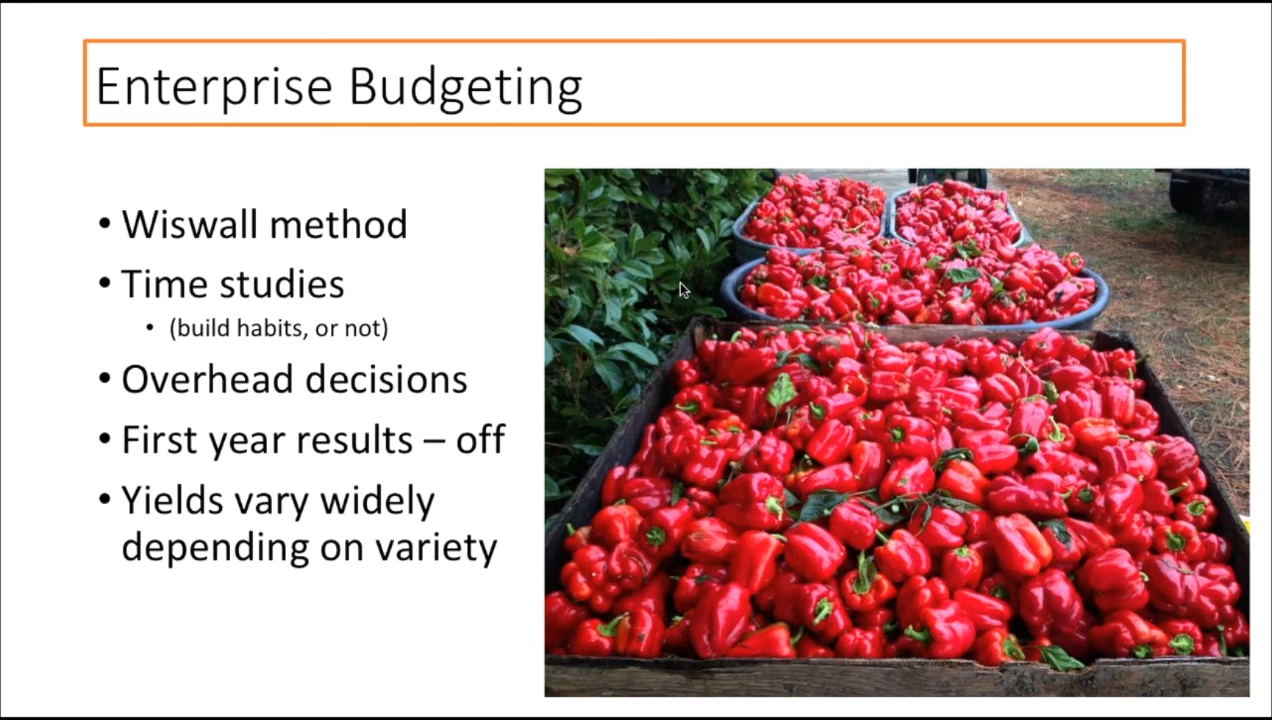 Enterprise Budgeting
• Wiswall method
• Time studies
• (build habits, or not)
• Overhead decisions
• First year results – off
• Yields vary widely
depending on variety